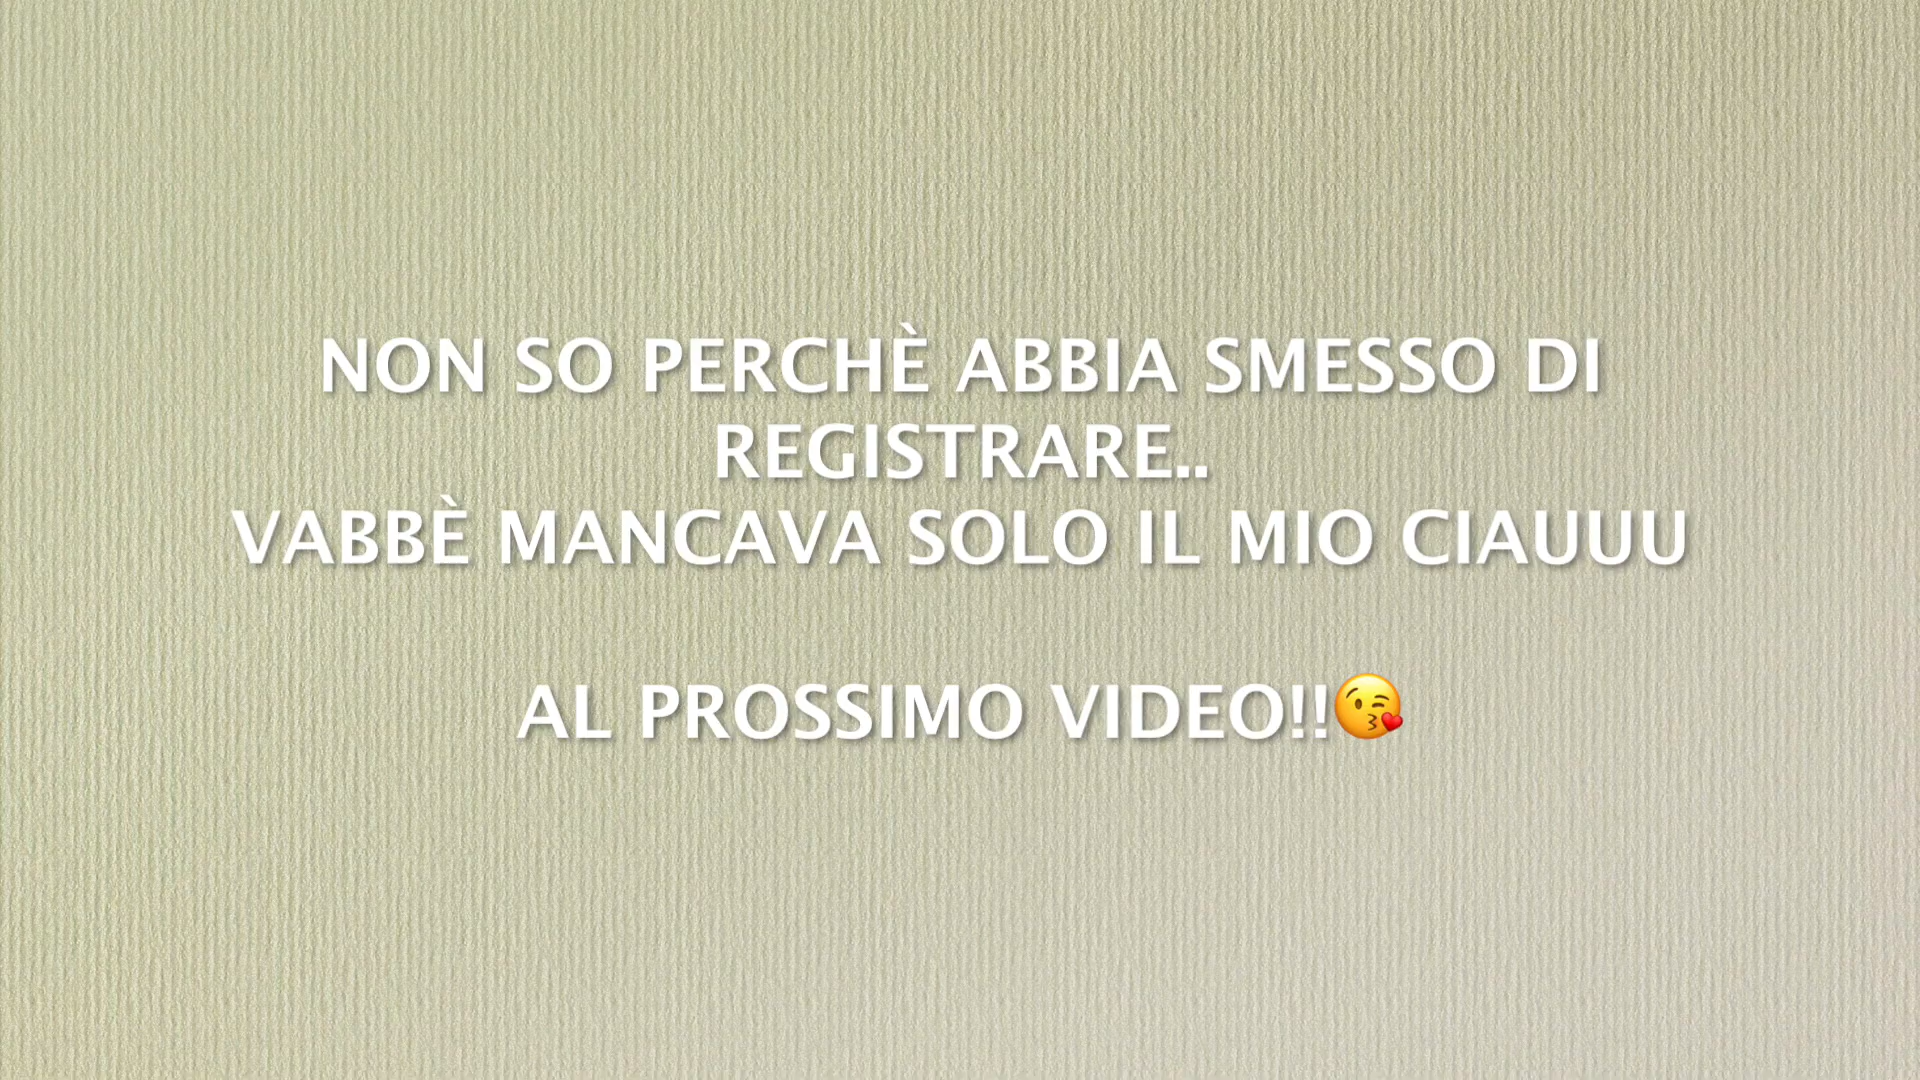 NON SO PERCHÈ ABBIA SMESSO DI
REGISTRARE..
VABBÈ MANCAVA SOLO IL MIO CIAUUU
AL PROSSIMO VIDEO!!😘